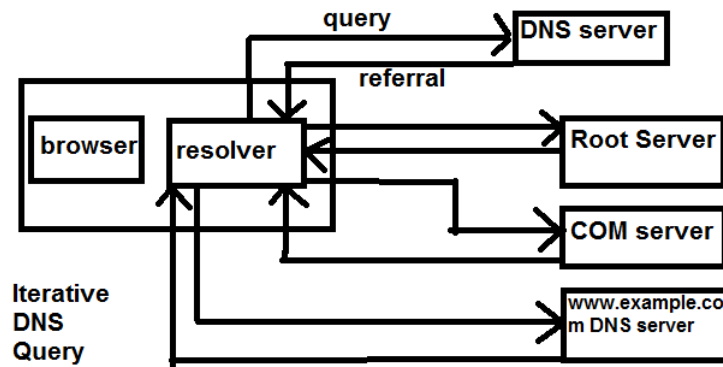 query
DNS server
referral
browser
resolver
Root Server
COM server
www.example.co
m DNS server
Iterative
DNS
Query